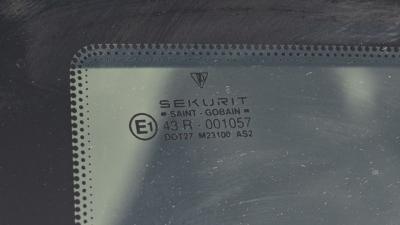 SEKURIT
SAINT-GOBAIN
E1 43 R - 001057
DOT27 M23100 AS2